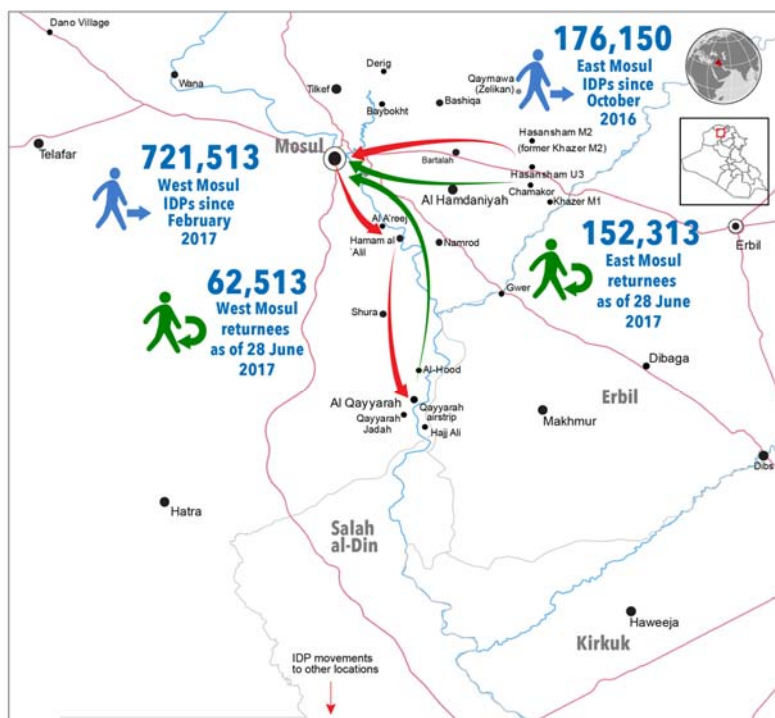 Dano Village
Wana
Derig
Tilkef
Baybokht
Bashiqa
Qaymawa
(Zelikan)
176,150
East Mosul
IDPs since
October
2016
Telafar
Mosul
Bartalah
Hasansham M2
(former Khazer M2)
Hasansham U3
Chamakor
Khazer M1
Al Hamdaniyah
721,513
West Mosul
IDPs since
February
2017
Al A'reej
Hamam al
'Alil
Namrod
Erbil
152,313
East Mosul
returnees
as of 28 June
2017
62,513
West Mosul
returnees
as of 28 June
2017
Gwer
Shura
Dibaga
Al-Hood
Erbil
Al Qayyarah
Qayyarah
airstrip
Qayyarah
Jadah
Hajj Ali
Makhmur
Dibs
Hatra
Salah
al-Din
Haweeja
Kirkuk
IDP movements
to other locations